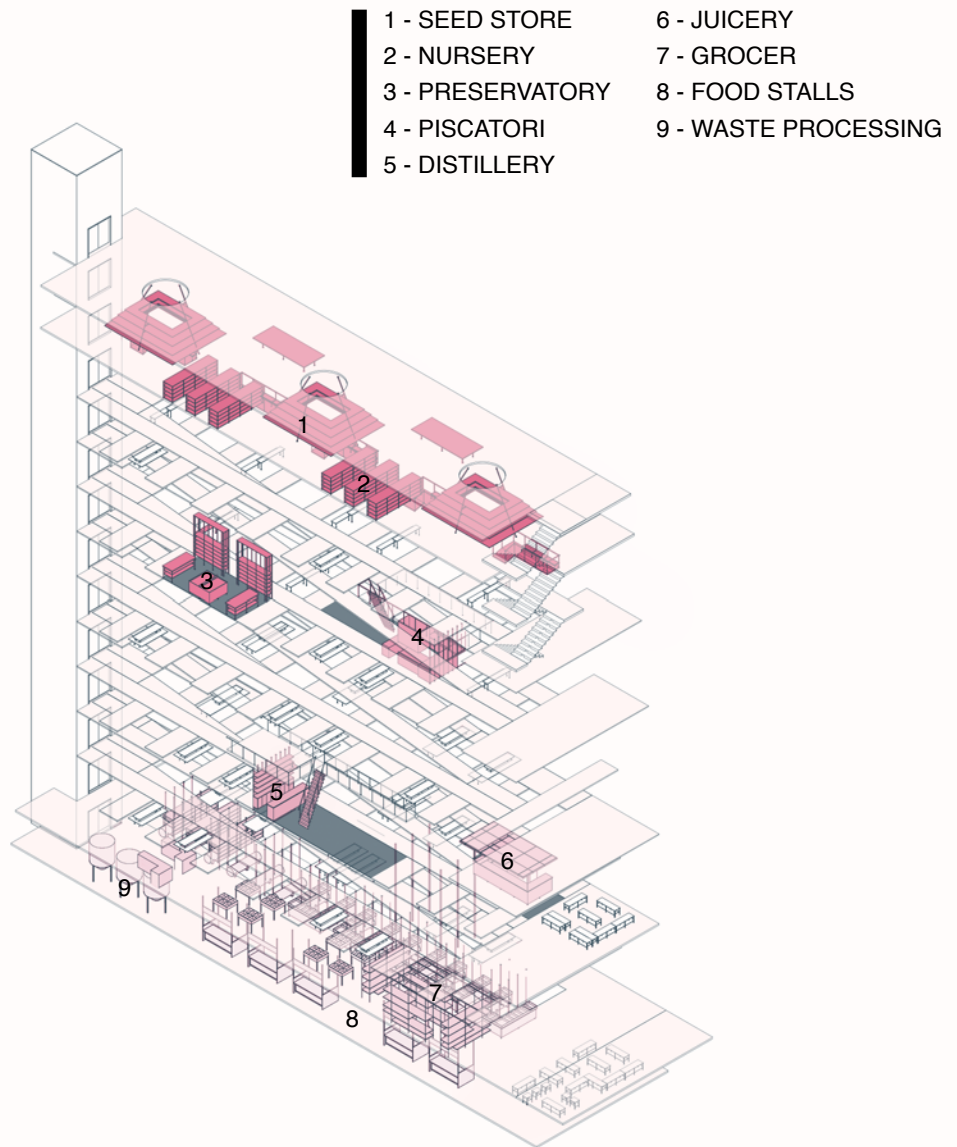 1 - SEED STORE
2 - NURSERY
3 - PRESERVATORY
4 - PISCATORI
5 - DISTILLERY
6 - JUICERY
7 - GROCER
8 - FOOD STALLS
9 - WASTE PROCESSING
1
2
3
4
5
6
9
7
8